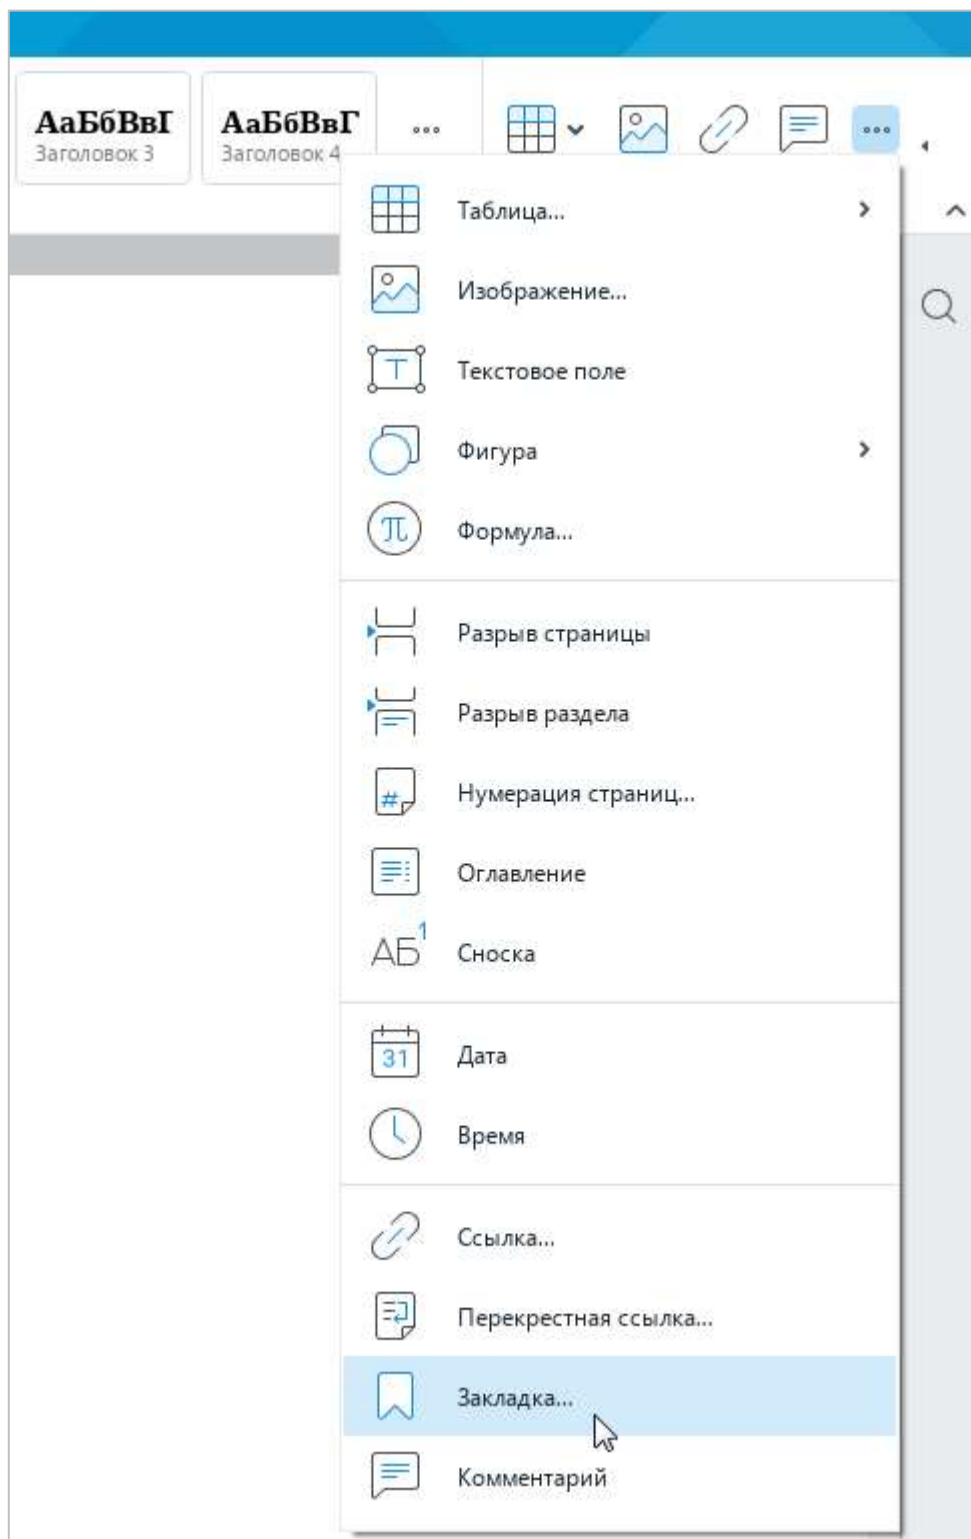 АаБбВвГ АаБбВвГ
Заголовок 3 Заголовок 4
Таблица...
Изображение...
Текстовое поле
Фигура
Формула...
Разрыв страницы
Разрыв раздела
Нумерация страниц...
Оглавление
АБ1 Сноска
31 Дата
Время
Ссылка...
Перекрестная ссылка...
Закладка...
Комментарий